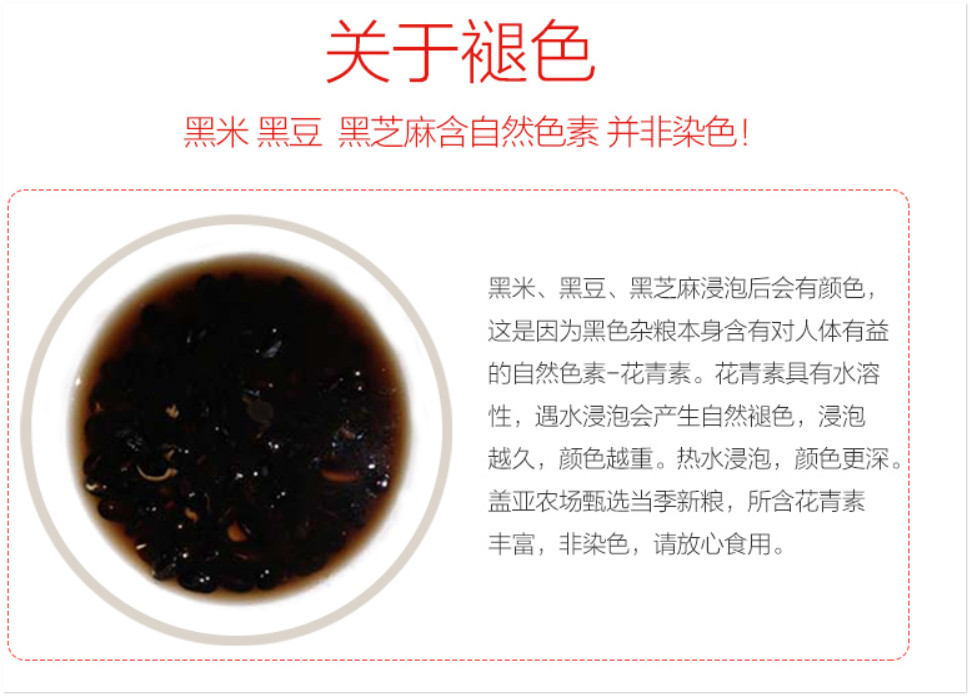 关于褪色
黑米 黑豆 黑芝麻含自然色素 并非染色！
黑米、黑豆、黑芝麻浸泡后会有颜色，
这是因为黑色杂粮本身含有对人体有益
的自然色素-花青素。花青素具有水溶
性，遇水浸泡会产生自然褪色，浸泡
越久，颜色越重。热水浸泡，颜色更深。
盖亚农场甄选当季新粮，所含花青素
丰富，非染色，请放心食用。